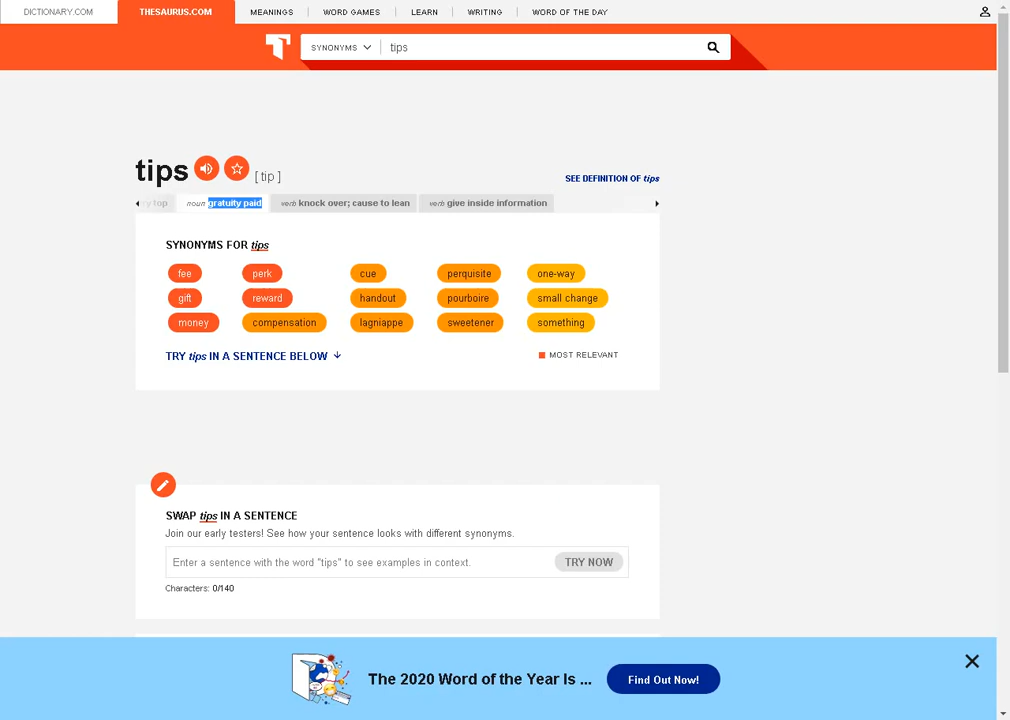 DICTIONARY.COM THESAURUS.COM MEANINGS WORD GAMES LEARN WRITING WORD OF THE DAY
SYNONYMS tips
tips [ tip ]
SEE DEFINITION OF tips
ry top noun gratuity paid verb knock over; cause to lean verb give inside information
SYNONYMS FOR tips
fee perk cue perquisite one-way
gift reward handout pourboire small change
money compensation lagniappe sweetener something
TRY tips IN A SENTENCE BELOW MOST RELEVANT
SWAP tips IN A SENTENCE
Join our early testers! See how your sentence looks with different synonyms.
Enter a sentence with the word "tips" to see examples in context. TRY NOW
Characters: 0/140
The 2020 Word of the Year Is ... Find Out Now!